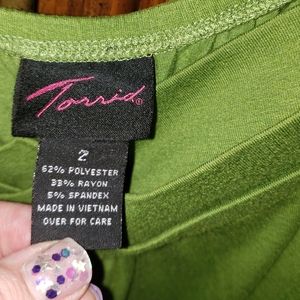 Torrid®
2
62% POLYESTER
33% RAYON
5% SPANDEX
MADE IN VIETNAM
OVER FOR CARE